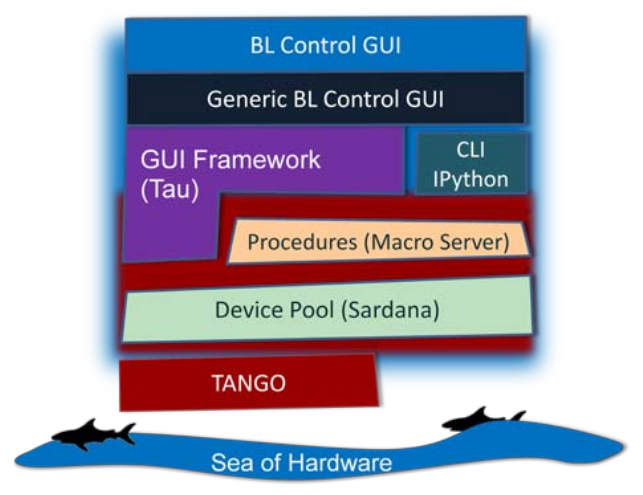 BL Control GUI
Generic BL Control GUI
GUI Framework
(Tau)
CLI
IPython
Procedures (Macro Server)
Device Pool (Sardana)
TANGO
Sea of Hardware